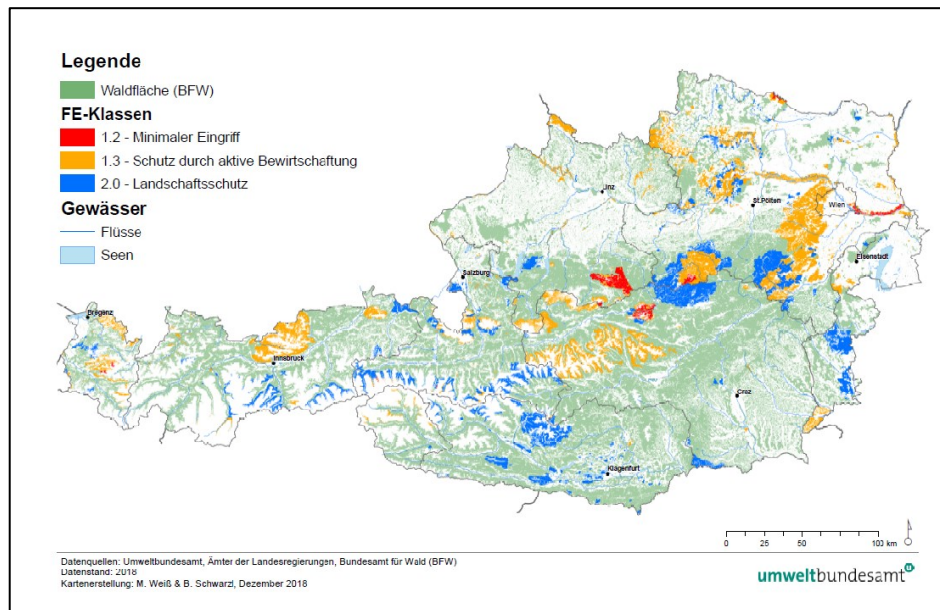 Legende
Waldfläche (BFW)
FE-Klassen
1.2 - Minimaler Eingriff
1.3 - Schutz durch aktive Bewirtschaftung
2.0 - Landschaftsschutz
Gewässer
Flüsse
Seen
Linz
St.Pölten
Wien
Eisenstadt
Salzburg
Bregenz
Innsbruck
Graz
Klagenfurt
0 25 50 100 km
Datenquellen: Umweltbundesamt, Ämter der Landesregierungen, Bundesamt für Wald (BFW)
Datenstand: 2018
Kartenerstellung: M. Weiß & B. Schwarzl, Dezember 2018
umweltbundesamt